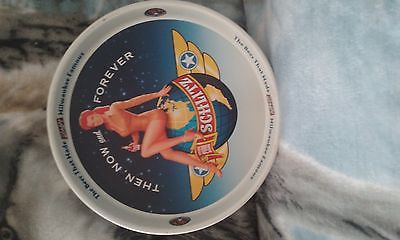 The Beer That Made Milwaukee Famous
The Beer That Made Milwaukee Famous
SCHLITZ
THEN NOW and FOREVER